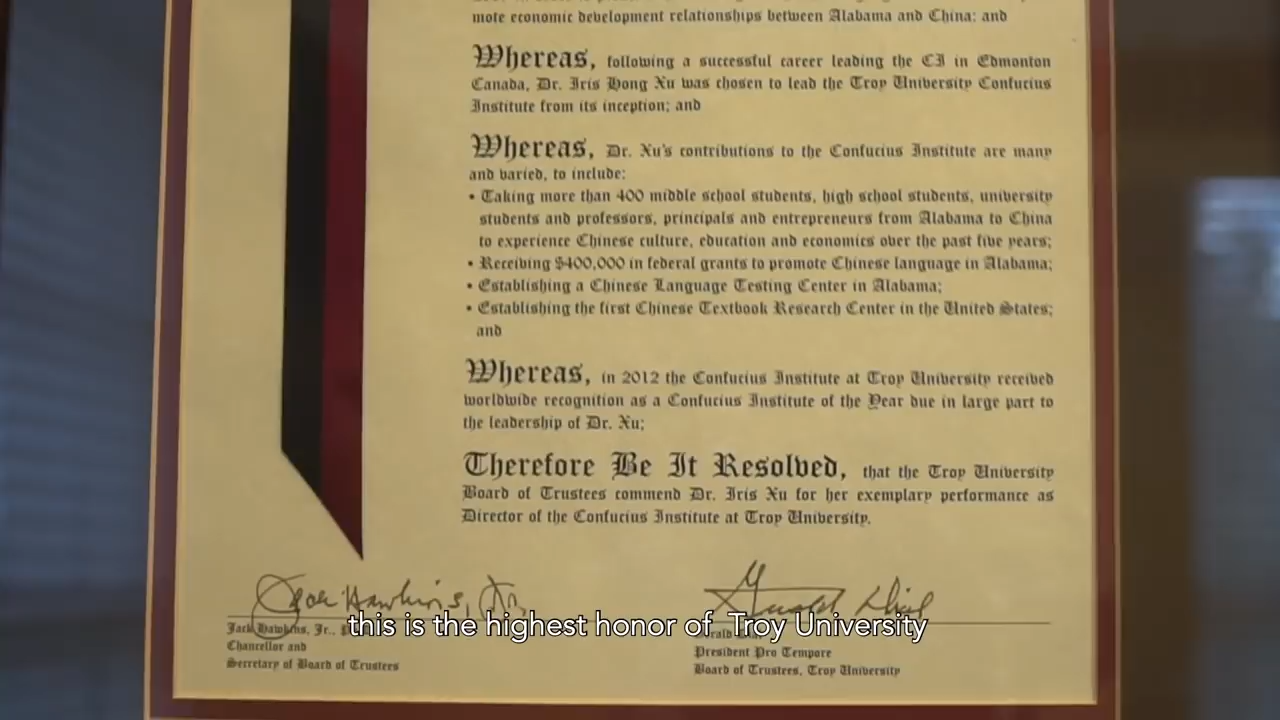 mote economic development relationships between Alabama and China; and
Whereas, following a successful career leading the CI in Edmonton
Canada, Dr. Iris Hong Xu was chosen to lead the Troy University Confucius
Institute from its inception; and
Whereas, Dr. Xu's contributions to the Confucius Institute are many
and varied, to include:
• Taking more than 400 middle school students, high school students, university
students and professors, principals and entrepreneurs from Alabama to China
to experience Chinese culture, education and economics over the past five years;
• Receiving $400,000 in federal grants to promote Chinese language in Alabama;
• Establishing a Chinese Language Testing Center in Alabama;
• Establishing the first Chinese Textbook Research Center in the United States;
and
Whereas, in 2012 the Confucius Institute at Troy University received
worldwide recognition as a Confucius Institute of the Year due in large part to
the leadership of Dr. Xu;
Therefore Be It Resolved, that the Troy University
Board of Trustees commend Dr. Iris Xu for her exemplary performance as
Director of the Confucius Institute at Troy University.
Jack Hawkins, Jr.
Gerald Dial
Jack Hawkins, Jr.,
this is the highest honor of Troy University
Chancellor and
Secretary of Board of Trustees
President Pro Tempore
Board of Trustees, Troy University